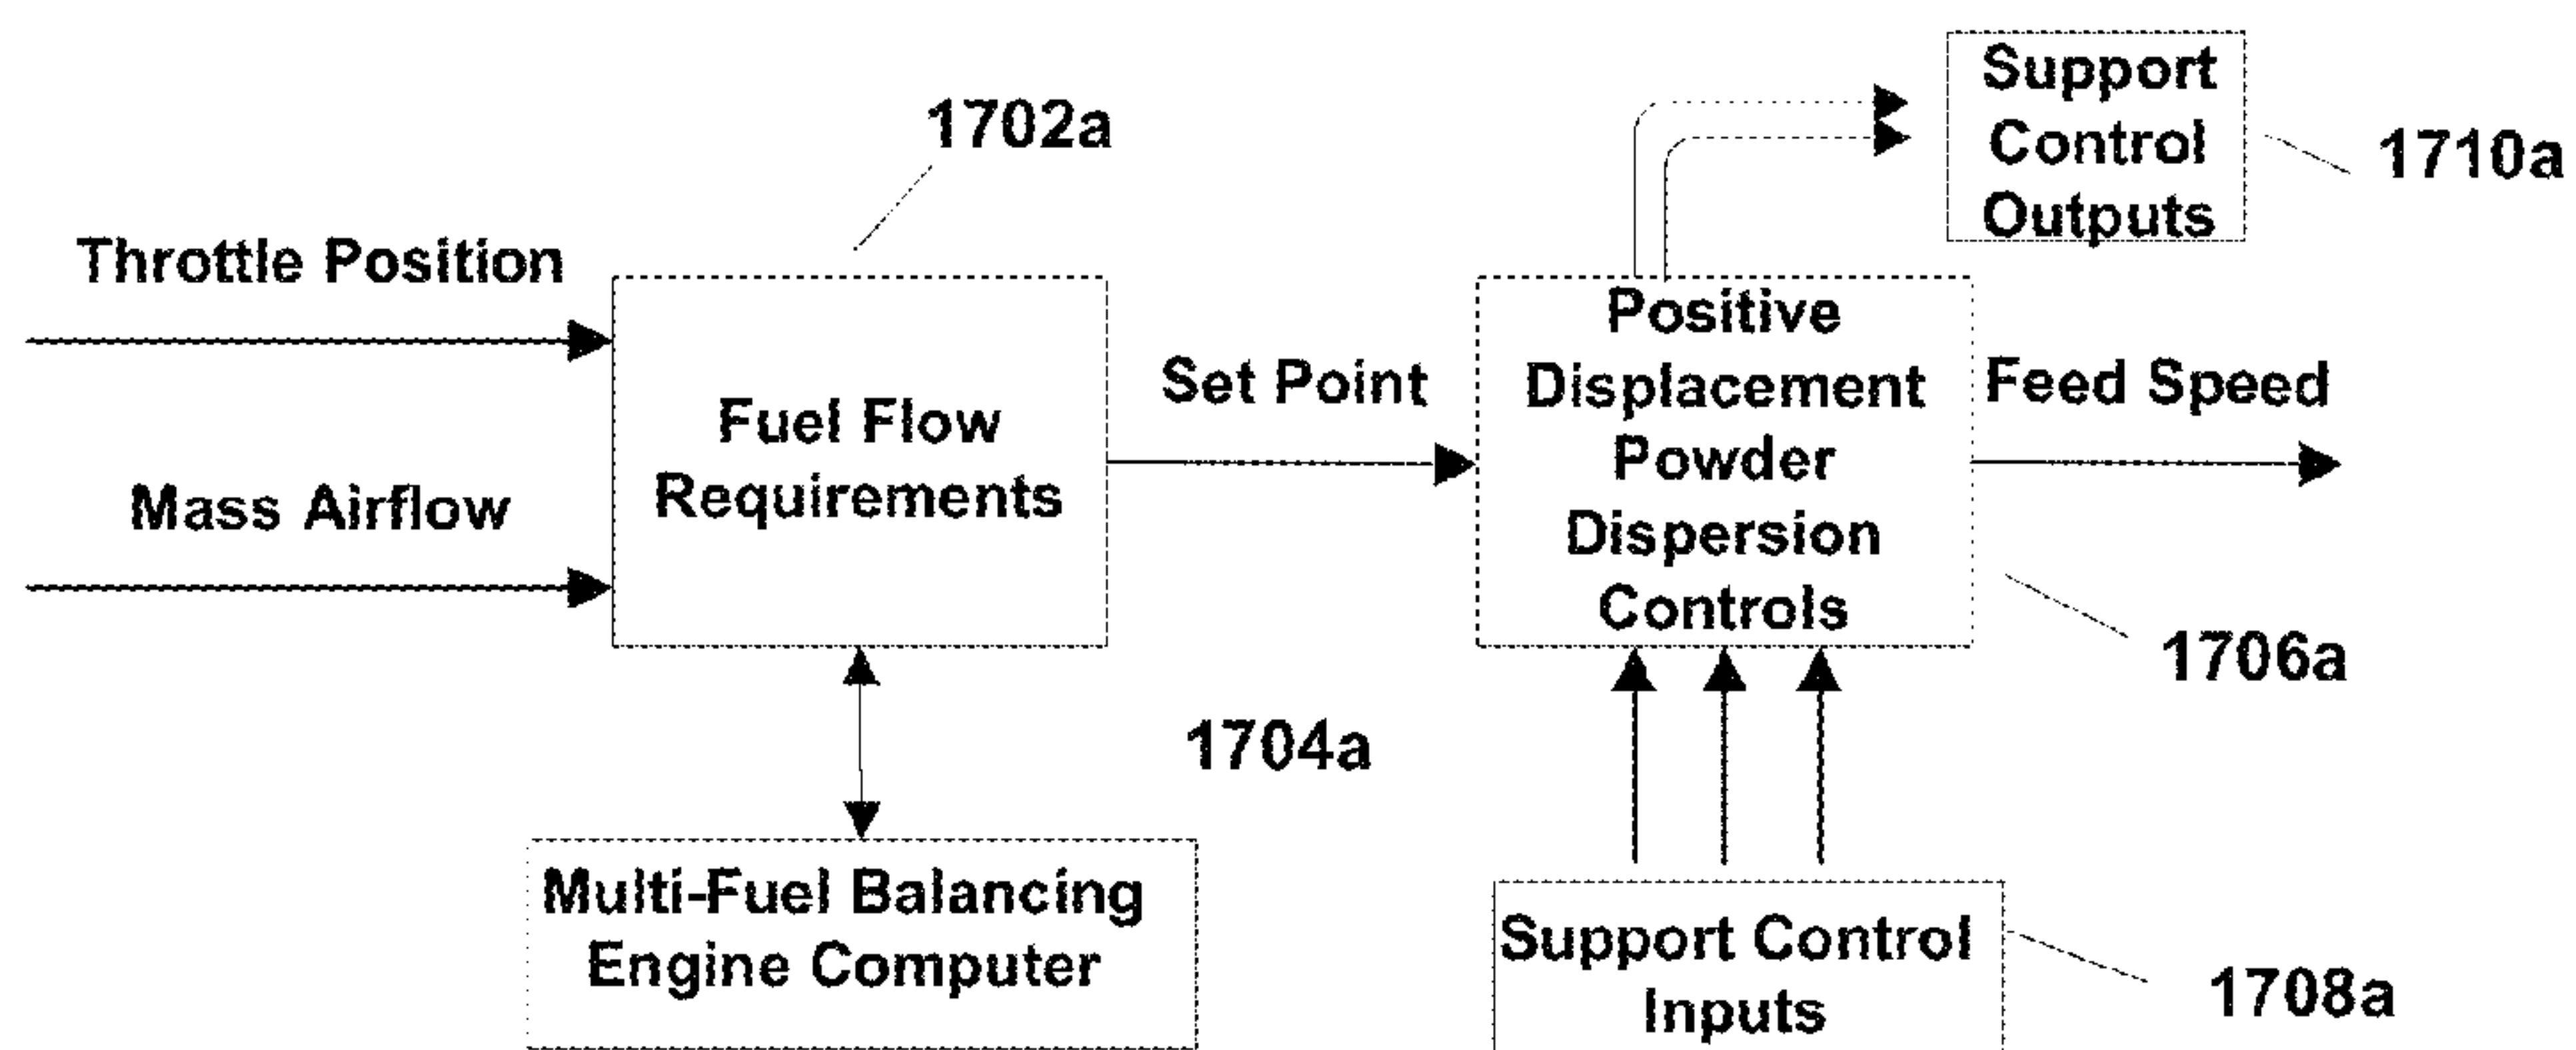 Support
Control
Outputs
1710a
1702a
Throttle Position
Mass Airflow
Fuel Flow
Requirements
Set Point
Positive
Displacement
Powder
Dispersion
Controls
Feed Speed
1706a
1704a
Multi-Fuel Balancing
Engine Computer
Support Control
Inputs
1708a